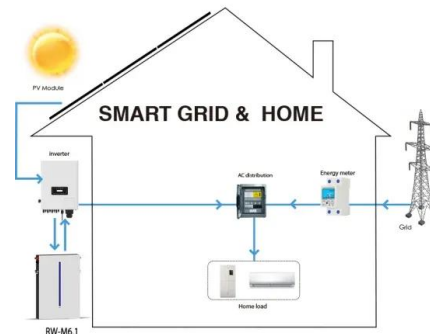 PV Module
SMART GRID & HOME
Inverter
AC distribution
Energy meter
Grid
Home load
RW-M6.1